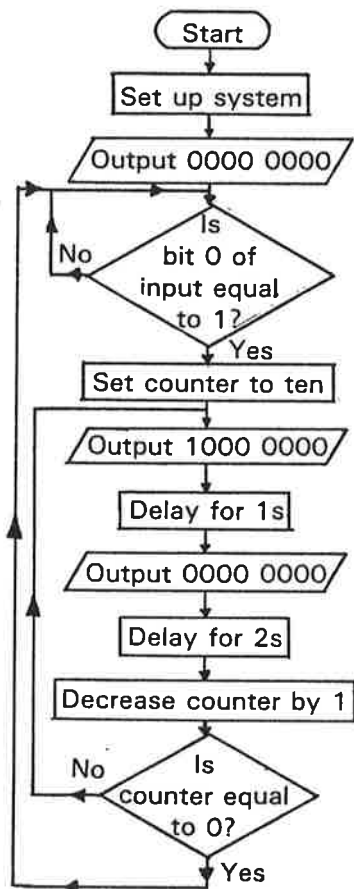 Start
Set up system
Output 0000 0000
Is
bit 0 of
input equal
to 1?
No
Yes
Set counter to ten
Output 1000 0000
Delay for 1s
Output 0000 0000
Delay for 2s
Decrease counter by 1
Is
counter equal
to 0?
No
Yes